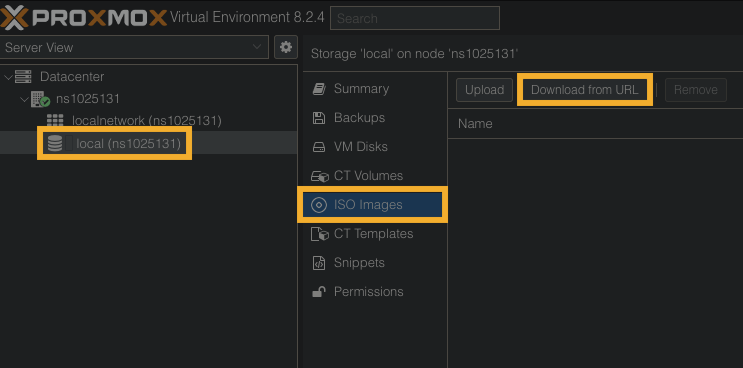 PROXMOX Virtual Environment 8.2.4 Search
Server View
Storage 'local' on node 'ns1025131'
Datacenter
ns1025131
localnetwork (ns1025131)
local (ns1025131)
Summary
Backups
VM Disks
CT Volumes
ISO Images
CT Templates
Snippets
Permissions
Upload Download from URL Remove
Name